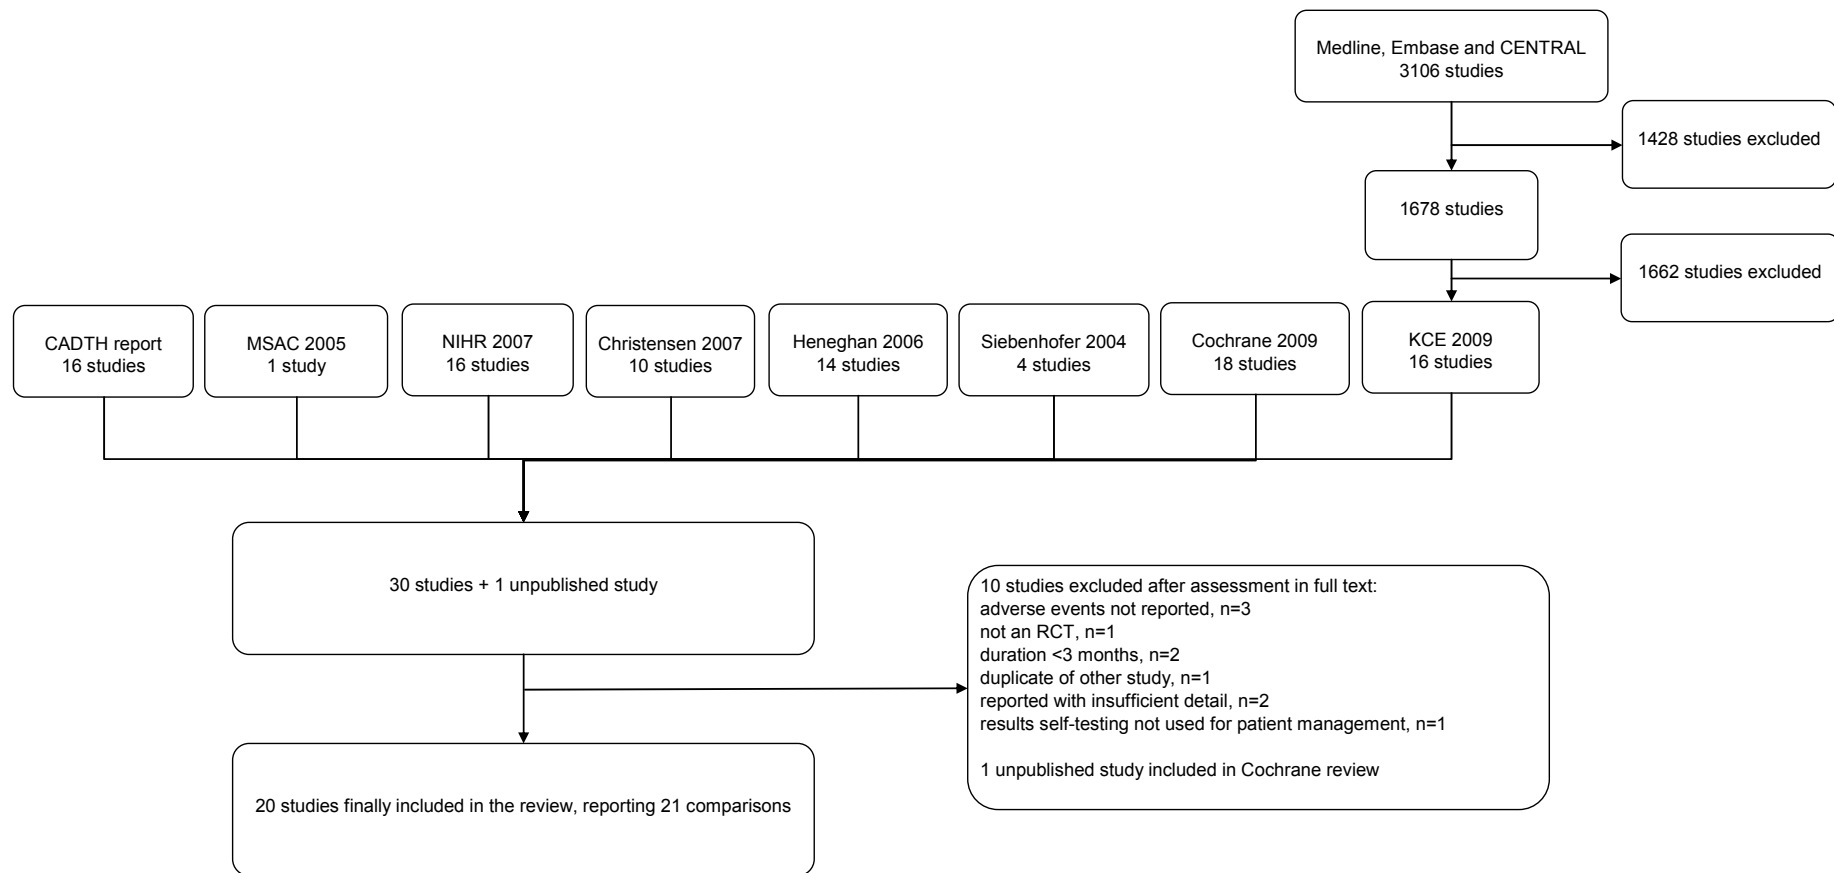 Medline, Embase and CENTRAL
3106 studies
1428 studies excluded
1678 studies
1662 studies excluded
CADTH report
16 studies
MSAC 2005
1 study
NIHR 2007
16 studies
Christensen 2007
10 studies
Heneghan 2006
14 studies
Siebenhofer 2004
4 studies
Cochrane 2009
18 studies
KCE 2009
16 studies
30 studies + 1 unpublished study
10 studies excluded after assessment in full text:
adverse events not reported, n=3
not an RCT, n=1
duration <3 months, n=2
duplicate of other study, n=1
reported with insufficient detail, n=2
results self-testing not used for patient management, n=1
1 unpublished study included in Cochrane review
20 studies finally included in the review, reporting 21 comparisons